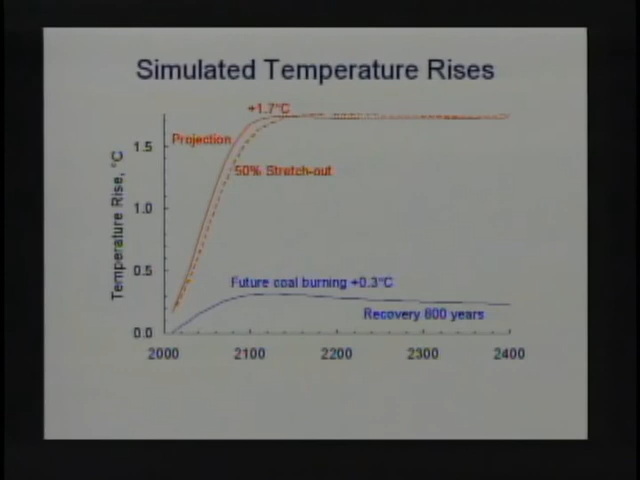 Simulated Temperature Rises
+1.7°C
Projection
50% Stretch-out
Temperature Rise, °C
1.5
1.0
0.5
0.0
Future coal burning +0.3°C
Recovery 800 years
2000 2100 2200 2300 2400